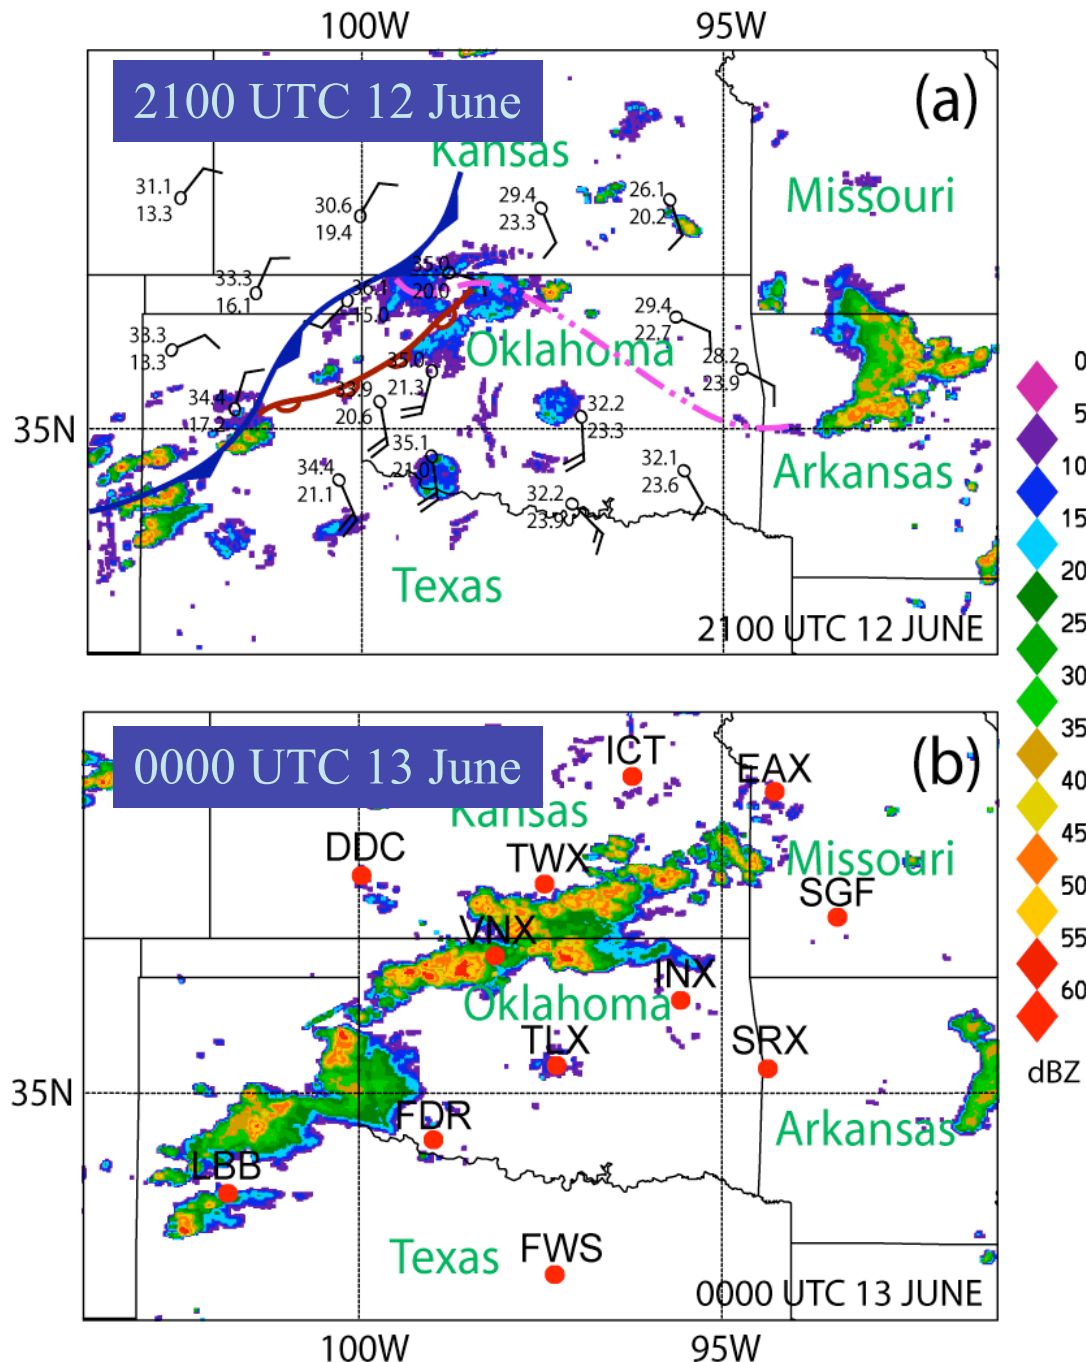 100W 95W
2100 UTC 12 June
(a)
Kansas
Missouri
31.1
13.3
30.6
19.4
29.4
23.3
26.1
20.2
33.3
16.1
36.4
15.0
35.0
20.0
33.3
13.3
29.4
22.7
Oklahoma
28.2
23.9
34.4
17.2
33.9
20.6
35.0
21.3
32.2
23.3
35N
35.1
21.0
34.4
21.1
32.1
23.6
32.2
23.9
Arkansas
Texas
2100 UTC 12 JUNE
0
5
10
15
20
25
30
35
40
45
50
55
60
dBZ
0000 UTC 13 June
(b)
ICT
EAX
Kansas
DDC
TWX
Missouri
SGF
VNX
INX
Oklahoma
TLX
SRX
35N
FDR
Arkansas
LBB
Texas
FWS
0000 UTC 13 JUNE
100W 95W